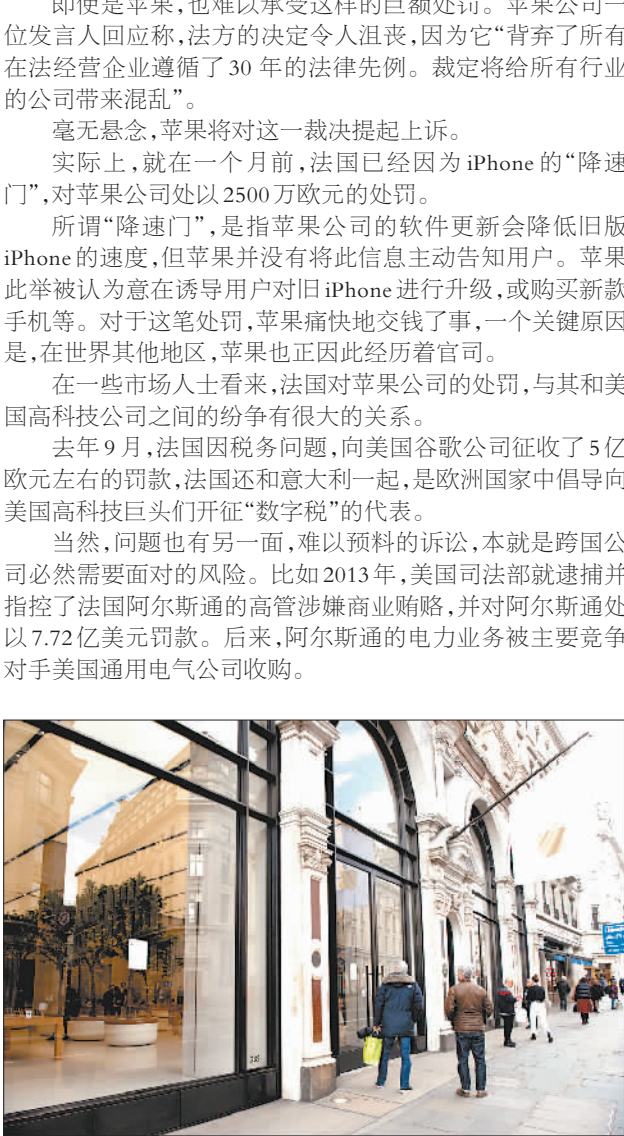 即使是苹果,也难以承受这样的巨额处罚。苹果公司一
位发言人回应称,法方的决定令人沮丧,因为它“背弃了所有
在法经营企业遵循了30 年的法律先例。裁定将给所有行业
的公司带来混乱”。
毫无悬念,苹果将对这一裁决提起上诉。
实际上,就在一个月前,法国已经因为 iPhone 的“降速
门”,对苹果公司处以2500万欧元的处罚。
所谓“降速门”,是指苹果公司的软件更新会降低旧版
iPhone的速度,但苹果并没有将此信息主动告知用户。苹果
此举被认为意在诱导用户对旧iPhone进行升级,或购买新款
手机等。对于这笔处罚,苹果痛快地交钱了事,一个关键原因
是,在世界其他地区,苹果也正因此经历着官司。
在一些市场人士看来,法国对苹果公司的处罚,与其和美
国高科技公司之间的纷争有很大的关系。
去年9月,法国因税务问题,向美国谷歌公司征收了5亿
欧元左右的罚款,法国还和意大利一起,是欧洲国家中倡导向
美国高科技巨头们开征“数字税”的代表。
当然,问题也有另一面,难以预料的诉讼,本就是跨国公
司必然需要面对的风险。比如2013年,美国司法部就逮捕并
指控了法国阿尔斯通的高管涉嫌商业贿赂,并对阿尔斯通处
以7.72亿美元罚款。后来,阿尔斯通的电力业务被主要竞争
对手美国通用电气公司收购。